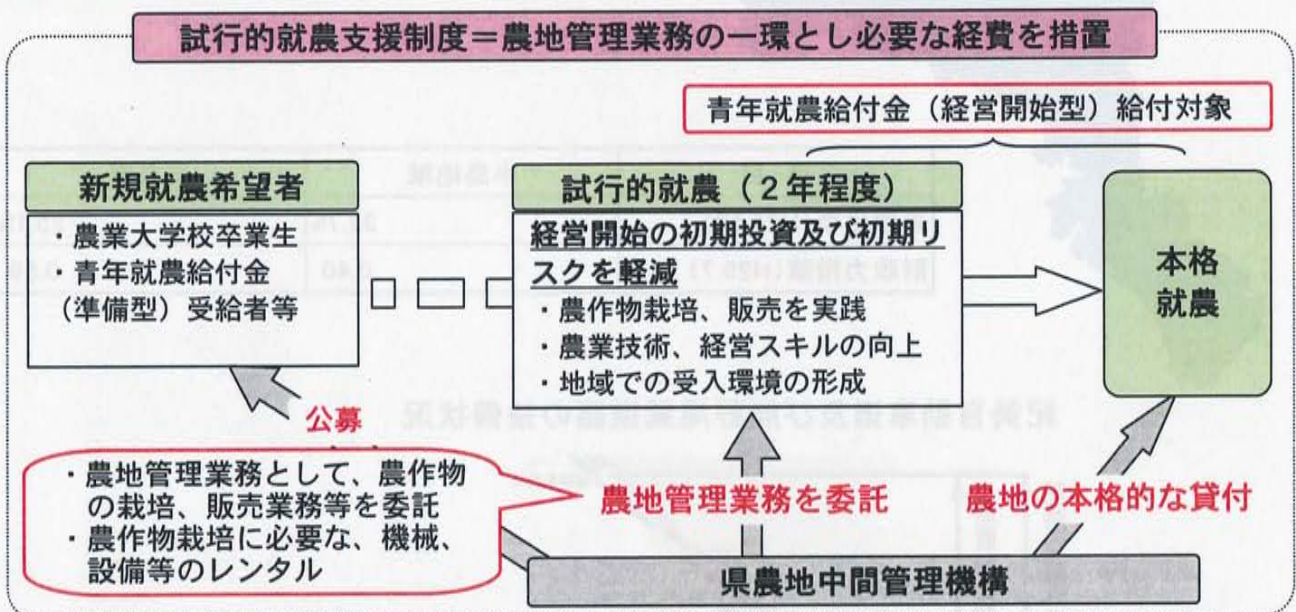 試行的就農支援制度＝農地管理業務の一環とし必要な経費を措置
青年就農給付金（経営開始型）給付対象
新規就農希望者
・農業大学校卒業生
・青年就農給付金
（準備型）受給者等
試行的就農（２年程度）
経営開始の初期投資及び初期リ
スクを軽減
・農作物栽培、販売を実践
・農業技術、経営スキルの向上
・地域での受入環境の形成
本格
就農
公募
・農地管理業務として、農作物
の栽培、販売業務等を委託
・農作物栽培に必要な、機械、
設備等のレンタル
農地管理業務を委託
農地の本格的な貸付
県農地中間管理機構